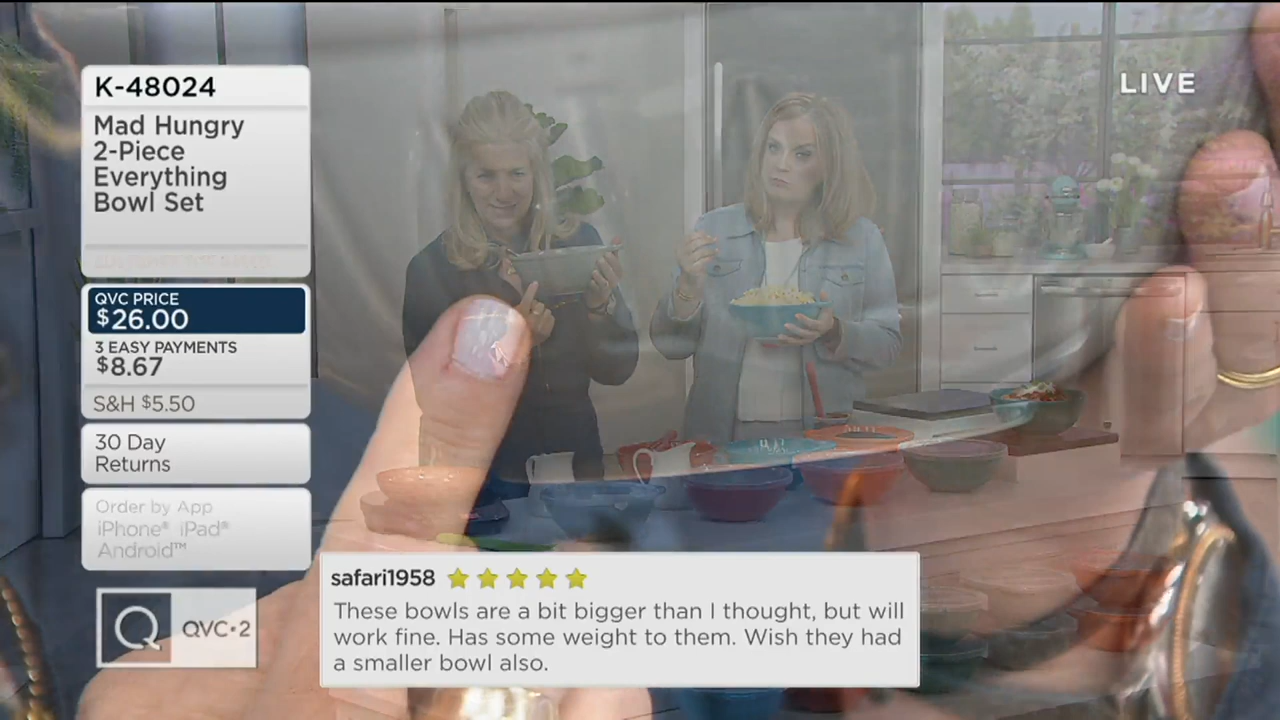 K-48024
Mad Hungry
2-Piece
Everything
Bowl Set
QVC PRICE
$26.00
3 EASY PAYMENTS
$8.67
S&H $5.50
30 Day
Returns
Order by App
iPhone® iPad®
Android™
Q QVC•2
LIVE
safari1958
These bowls are a bit bigger than I thought, but will
work fine. Has some weight to them. Wish they had
a smaller bowl also.